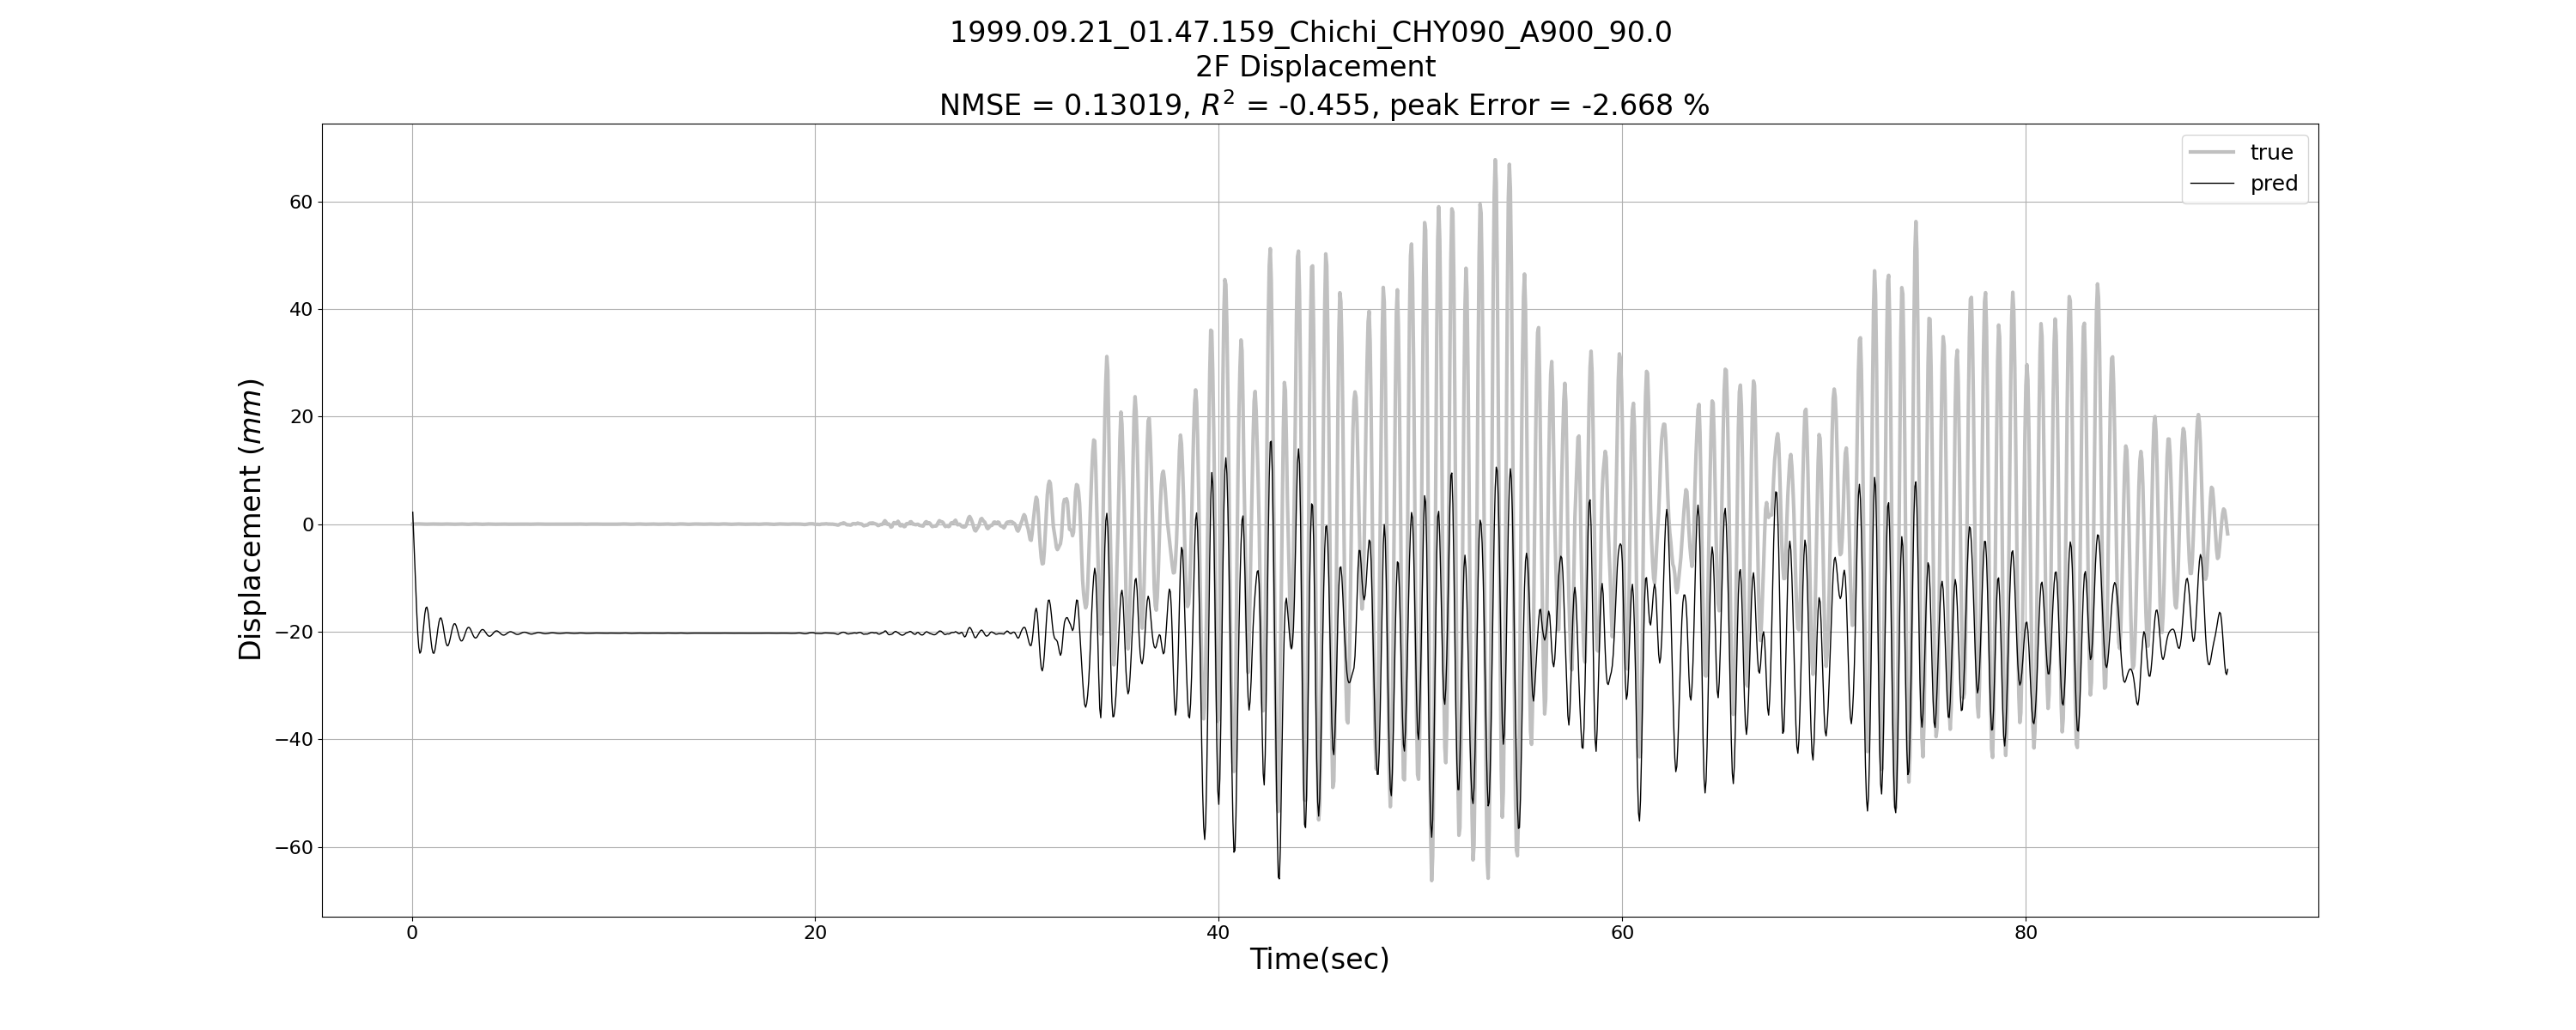 1999.09.21_01.47.159_Chichi_CHY090_A900_90.0
2F Displacement
NMSE = 0.13019, R² = -0.455, peak Error = -2.668 %
true
pred
Displacement (mm)
60
40
20
0
−20
−40
−60
0 20 40 60 80
Time(sec)